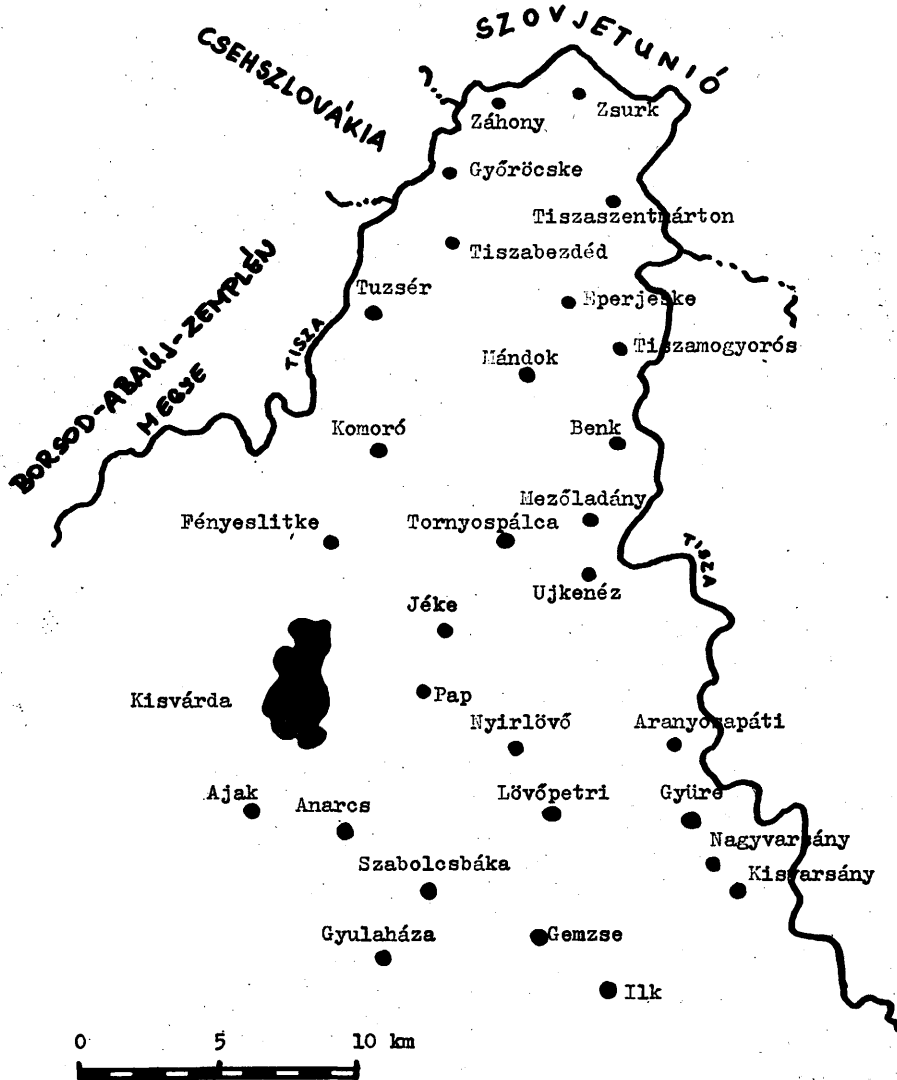 SZOVJETUNIÓ
CSEHSZLOVÁKIA
Záhony
Zsurk
Győröcske
Tiszaszentmárton
Tiszabezdéd
BORSOD-ABAÚJ-ZEMPLÉN
MEGYE
Tuzsér
Eperjeske
TISZA
Tiszamogyorós
Mándok
Komoró
Benk
Mezőladány
Fényeslitke
Tornyospálca
TISZA
Ujkenéz
Jéke
Kisvárda
Pap
Nyirlövő
Aranyosapáti
Ajak
Anarcs
Lövőpetri
Gyüre
Nagyvarsány
Szabolcsbáka
Kisvarsány
Gyulaháza
Gemzse
Ilk
0 5 10 km